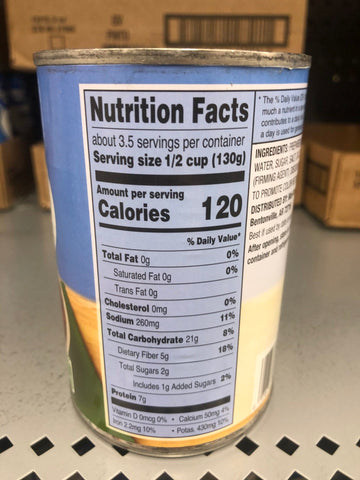 Nutrition Facts
about 3.5 servings per container
Serving size 1/2 cup (130g)
Amount per serving
Calories 120
% Daily Value*
Total Fat 0g 0%
Saturated Fat 0g 0%
Trans Fat 0g
Cholesterol 0mg 0%
Sodium 260mg 11%
Total Carbohydrate 21g 8%
Dietary Fiber 5g 18%
Total Sugars 2g
Includes 1g Added Sugars 2%
Protein 7g
Vitamin D 0mcg 0% • Calcium 50mg 4%
Iron 2.2mg 10% • Potas. 430mg 10%
* The % Daily Value
much a nutrient in a
contributes to a
a day is used for
INGREDIENTS:
WATER, SUGAR, SALT,
(FIRMING AGENT),
TO PROMOTE COLOR
DISTRIBUTED BY:
Bentonville, AR
Best if used by
After opening,
container and